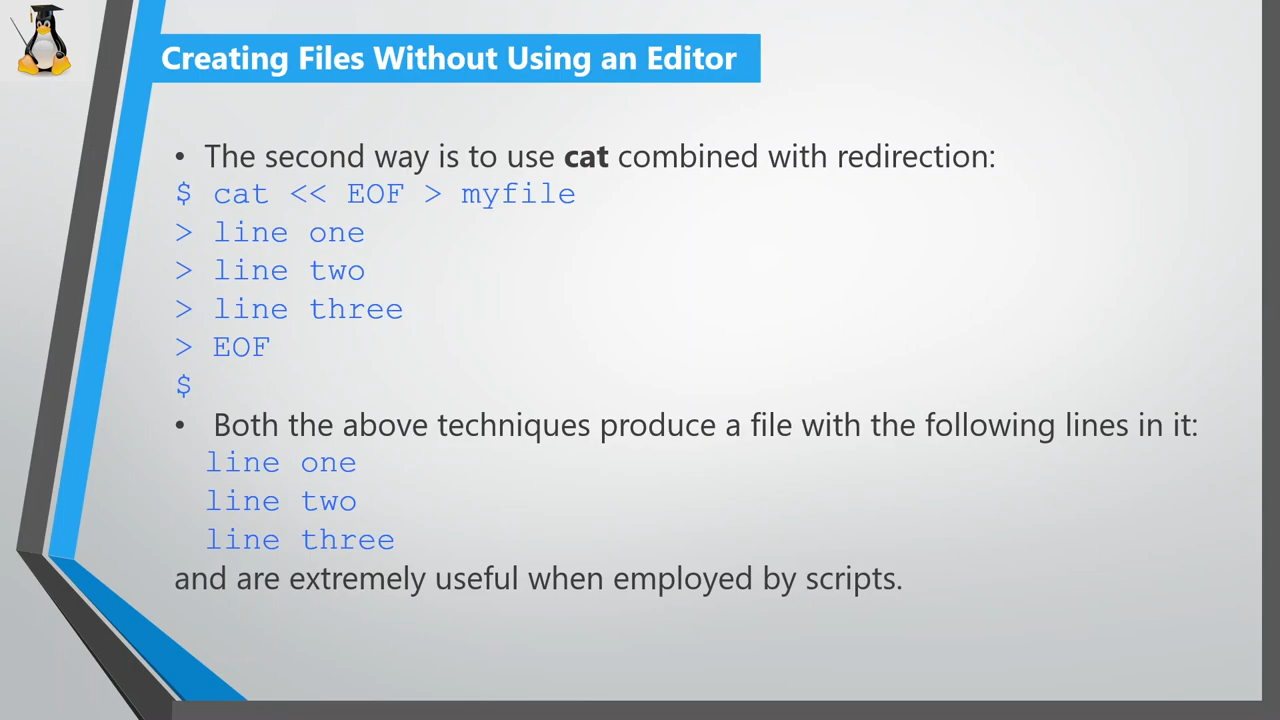 Creating Files Without Using an Editor
• The second way is to use cat combined with redirection:
$ cat << EOF > myfile
> line one
> line two
> line three
> EOF
$
• Both the above techniques produce a file with the following lines in it:
line one
line two
line three
and are extremely useful when employed by scripts.